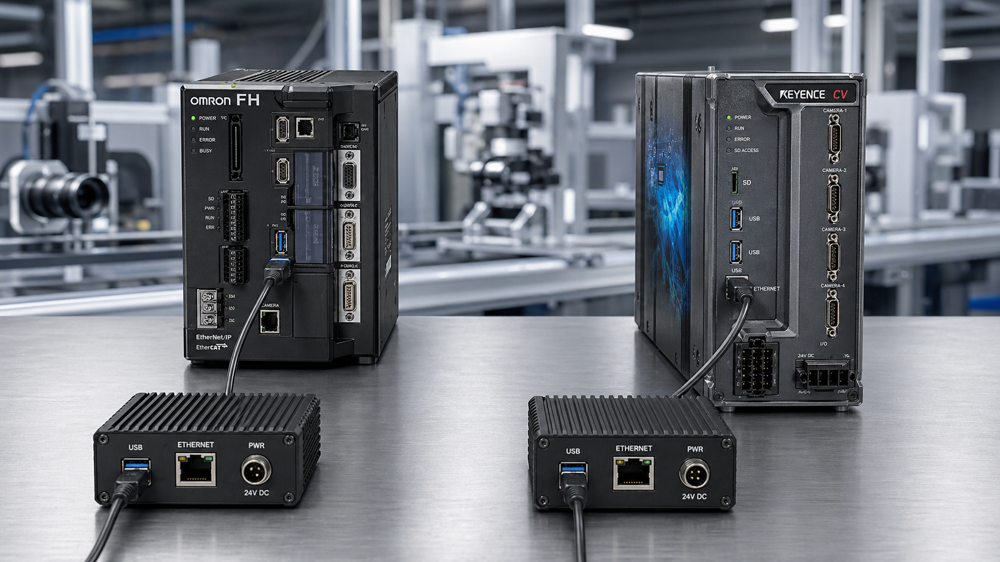 OMRON FH
POWER
RUN
ERROR
BUSY
SD
PWR
RUN
ERR
CAMERA
EtherNet/IP
EtherCAT
USB
ETHERNET
PWR
24V DC
KEYENCE CV
POWER
RUN
ERROR
SD ACCESS
SD
USB
USB
USB
ETHERNET
CAMERA-1
CAMERA-2
CAMERA-3
CAMERA-4
I/O
24V DC
USB
ETHERNET
PWR
24V DC